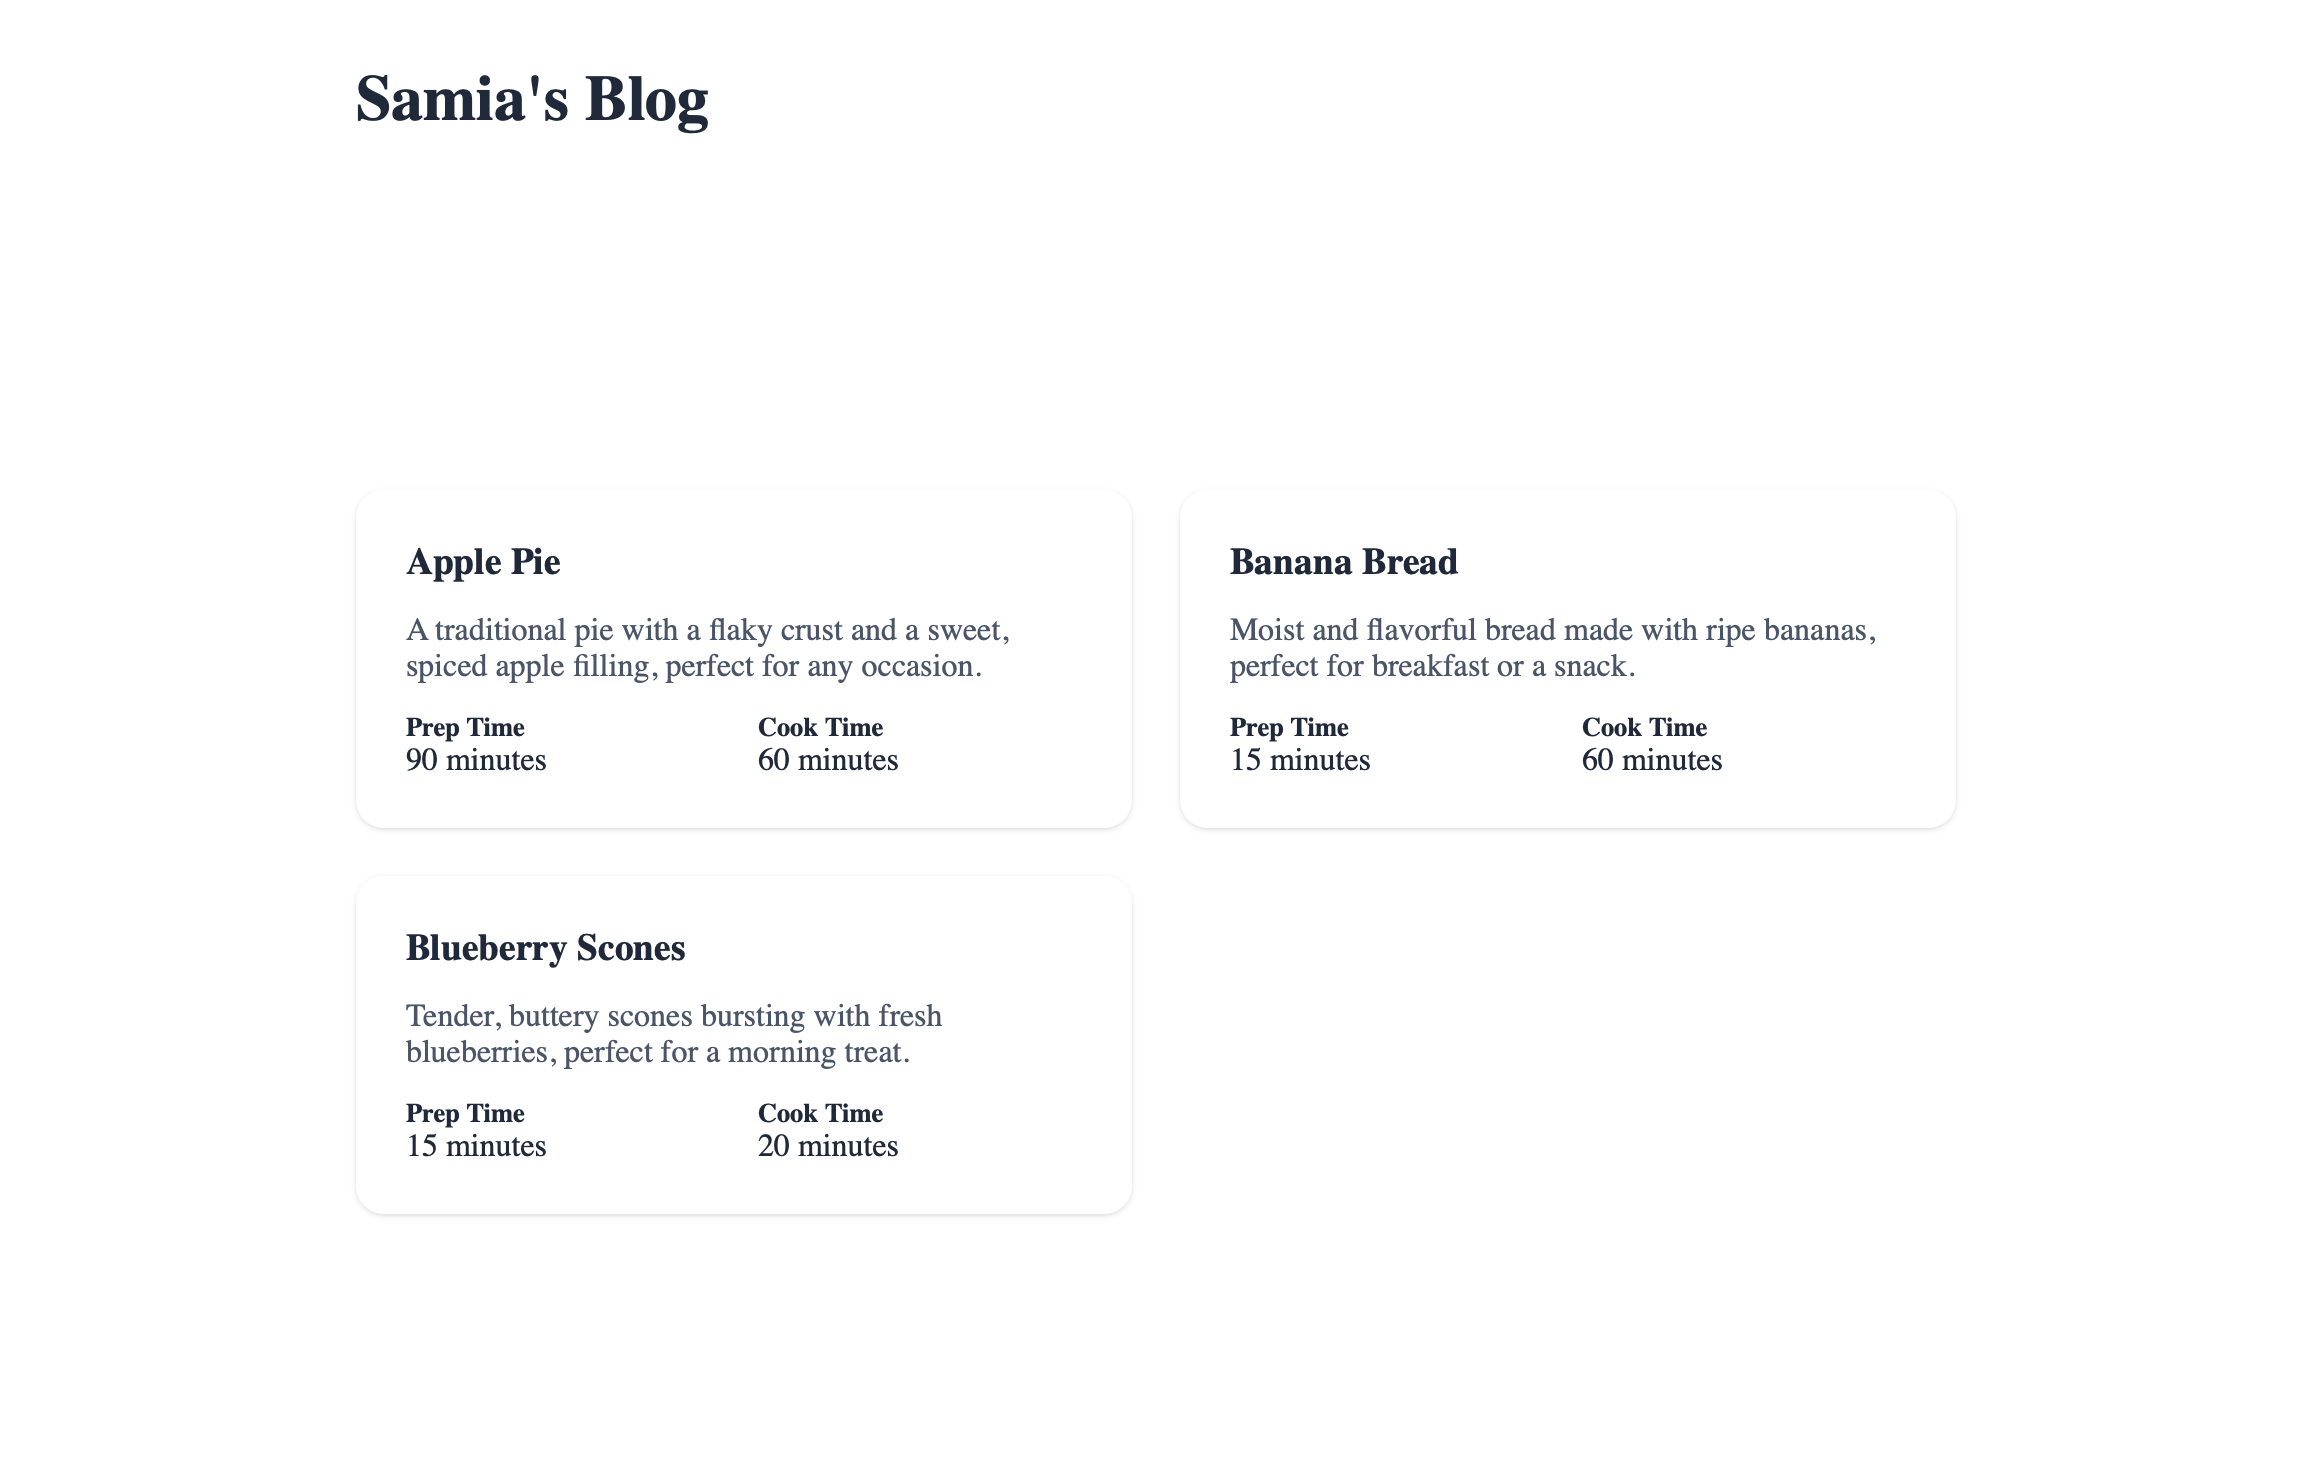 Samia's Blog
Apple Pie
A traditional pie with a flaky crust and a sweet,
spiced apple filling, perfect for any occasion.
Prep Time
90 minutes
Cook Time
60 minutes
Banana Bread
Moist and flavorful bread made with ripe bananas,
perfect for breakfast or a snack.
Prep Time
15 minutes
Cook Time
60 minutes
Blueberry Scones
Tender, buttery scones bursting with fresh
blueberries, perfect for a morning treat.
Prep Time
15 minutes
Cook Time
20 minutes